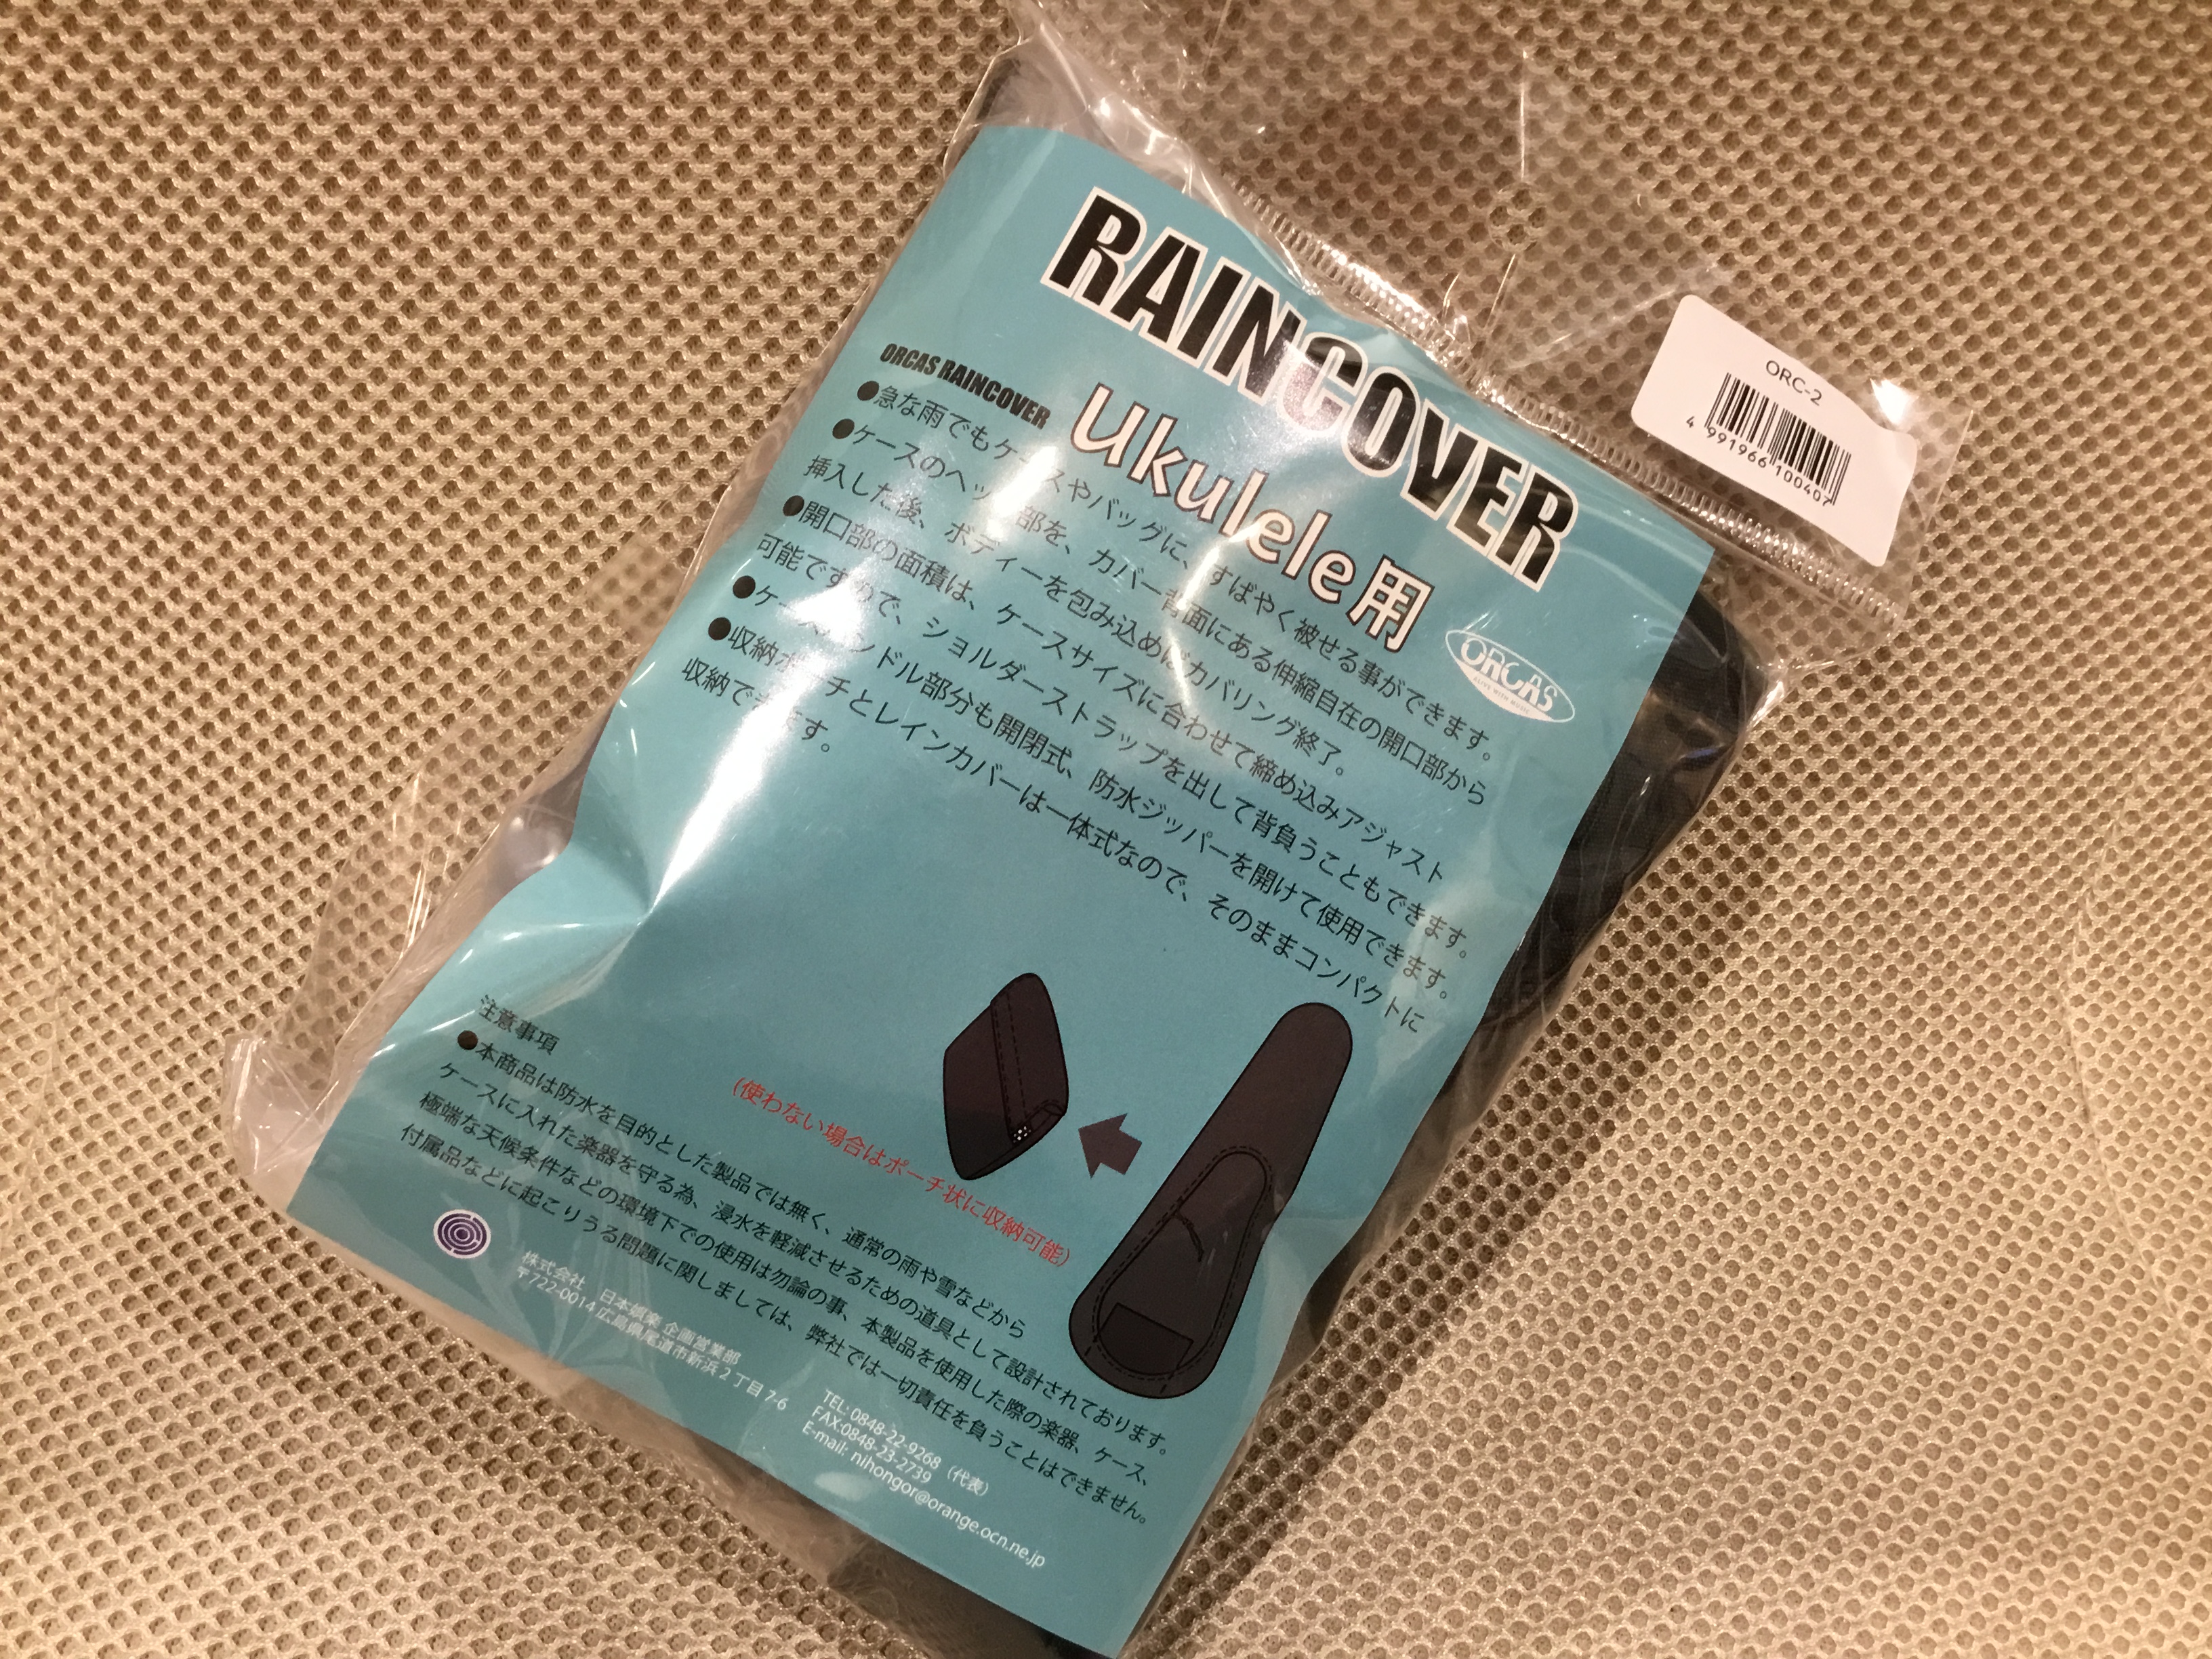 RAINCOVER
ukulele用
ORCAS
ORC-2
4 991966 100407
ORCAS RAINCOVER
●急な雨でもケースやバッグに、すばやく被せる事ができます。
●ケースのヘッ 部を、カバー背面にある伸縮自在の開口部から
挿入した後、ボディーを包み込めばカバリング終了。
●開口部の面積は、ケースサイズに合わせて締め込みアジャスト
可能ですので、ショルダーストラップを出して背負うこともできます。
●ケースハンドル部分も開閉式、防水ジッパーを開けて使用できます。
●収納ポーチとレインカバーは一体式なので、そのままコンパクトに
収納できます。
(使わない場合はポーチ状に収納可能)
注意事項
●本商品は防水を目的とした製品では無く、通常の雨や雪などから
ケースに入れた楽器を守る為、浸水を軽減させるための道具として設計されております。
極端な天候条件などの環境下での使用は勿論の事、本製品を使用した際の楽器、ケース、
付属品などに起こりうる問題に関しましては、弊社では一切責任を負うことはできません。
株式会社 日本娯楽 企画営業部
〒722-0014 広島県尾道市新浜2丁目7-6
TEL: 0848-22-9268（代表）
FAX:0848-23-2739
E-mail: nihongor@orange.ocn.ne.jp